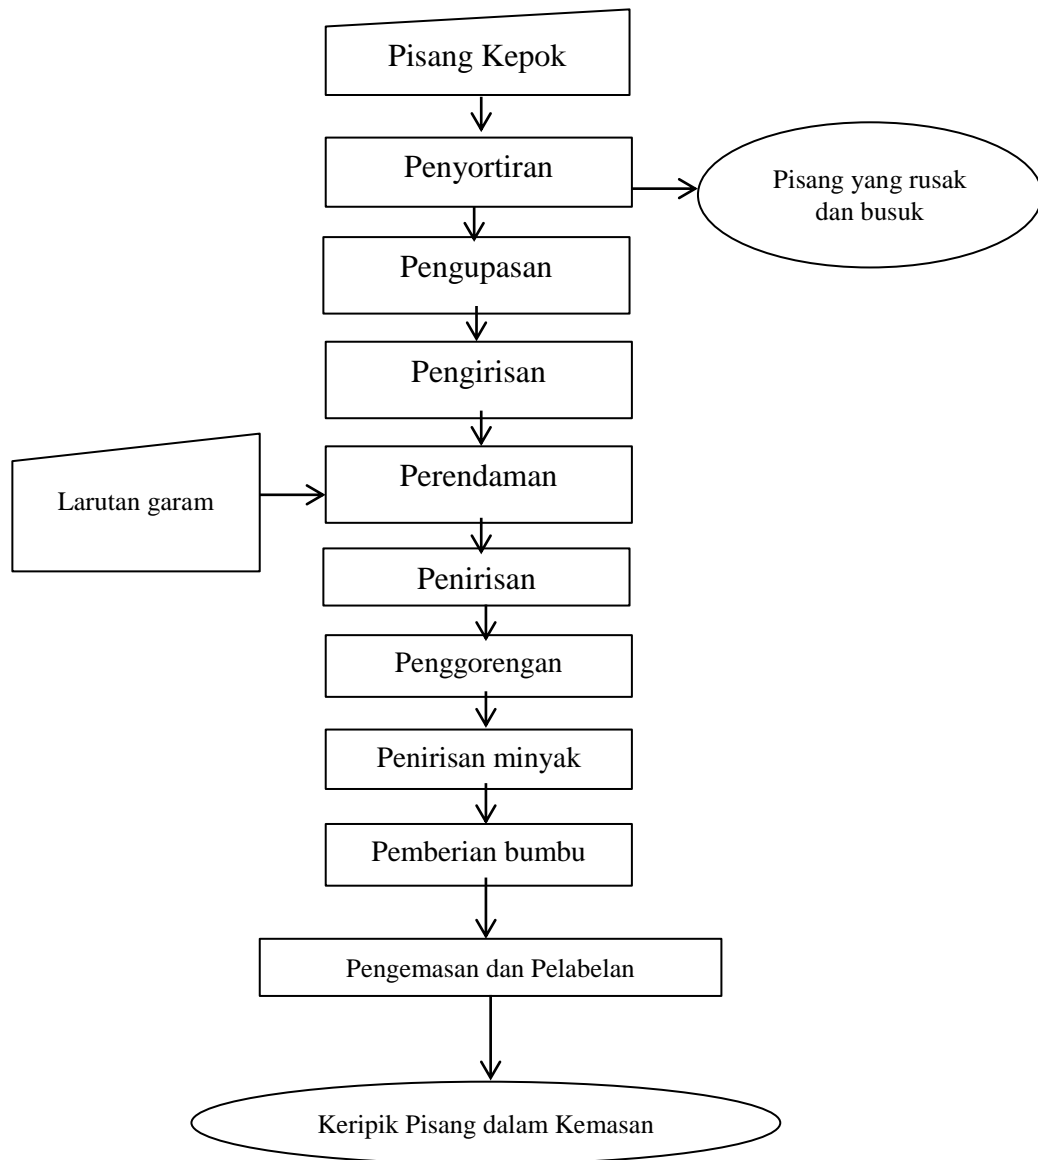 Pisang Kepok
Penyortiran
Pisang yang rusak
dan busuk
Pengupasan
Pengirisan
Larutan garam
Perendaman
Penirisan
Penggorengan
Penirisan minyak
Pemberian bumbu
Pengemasan dan Pelabelan
Keripik Pisang dalam Kemasan